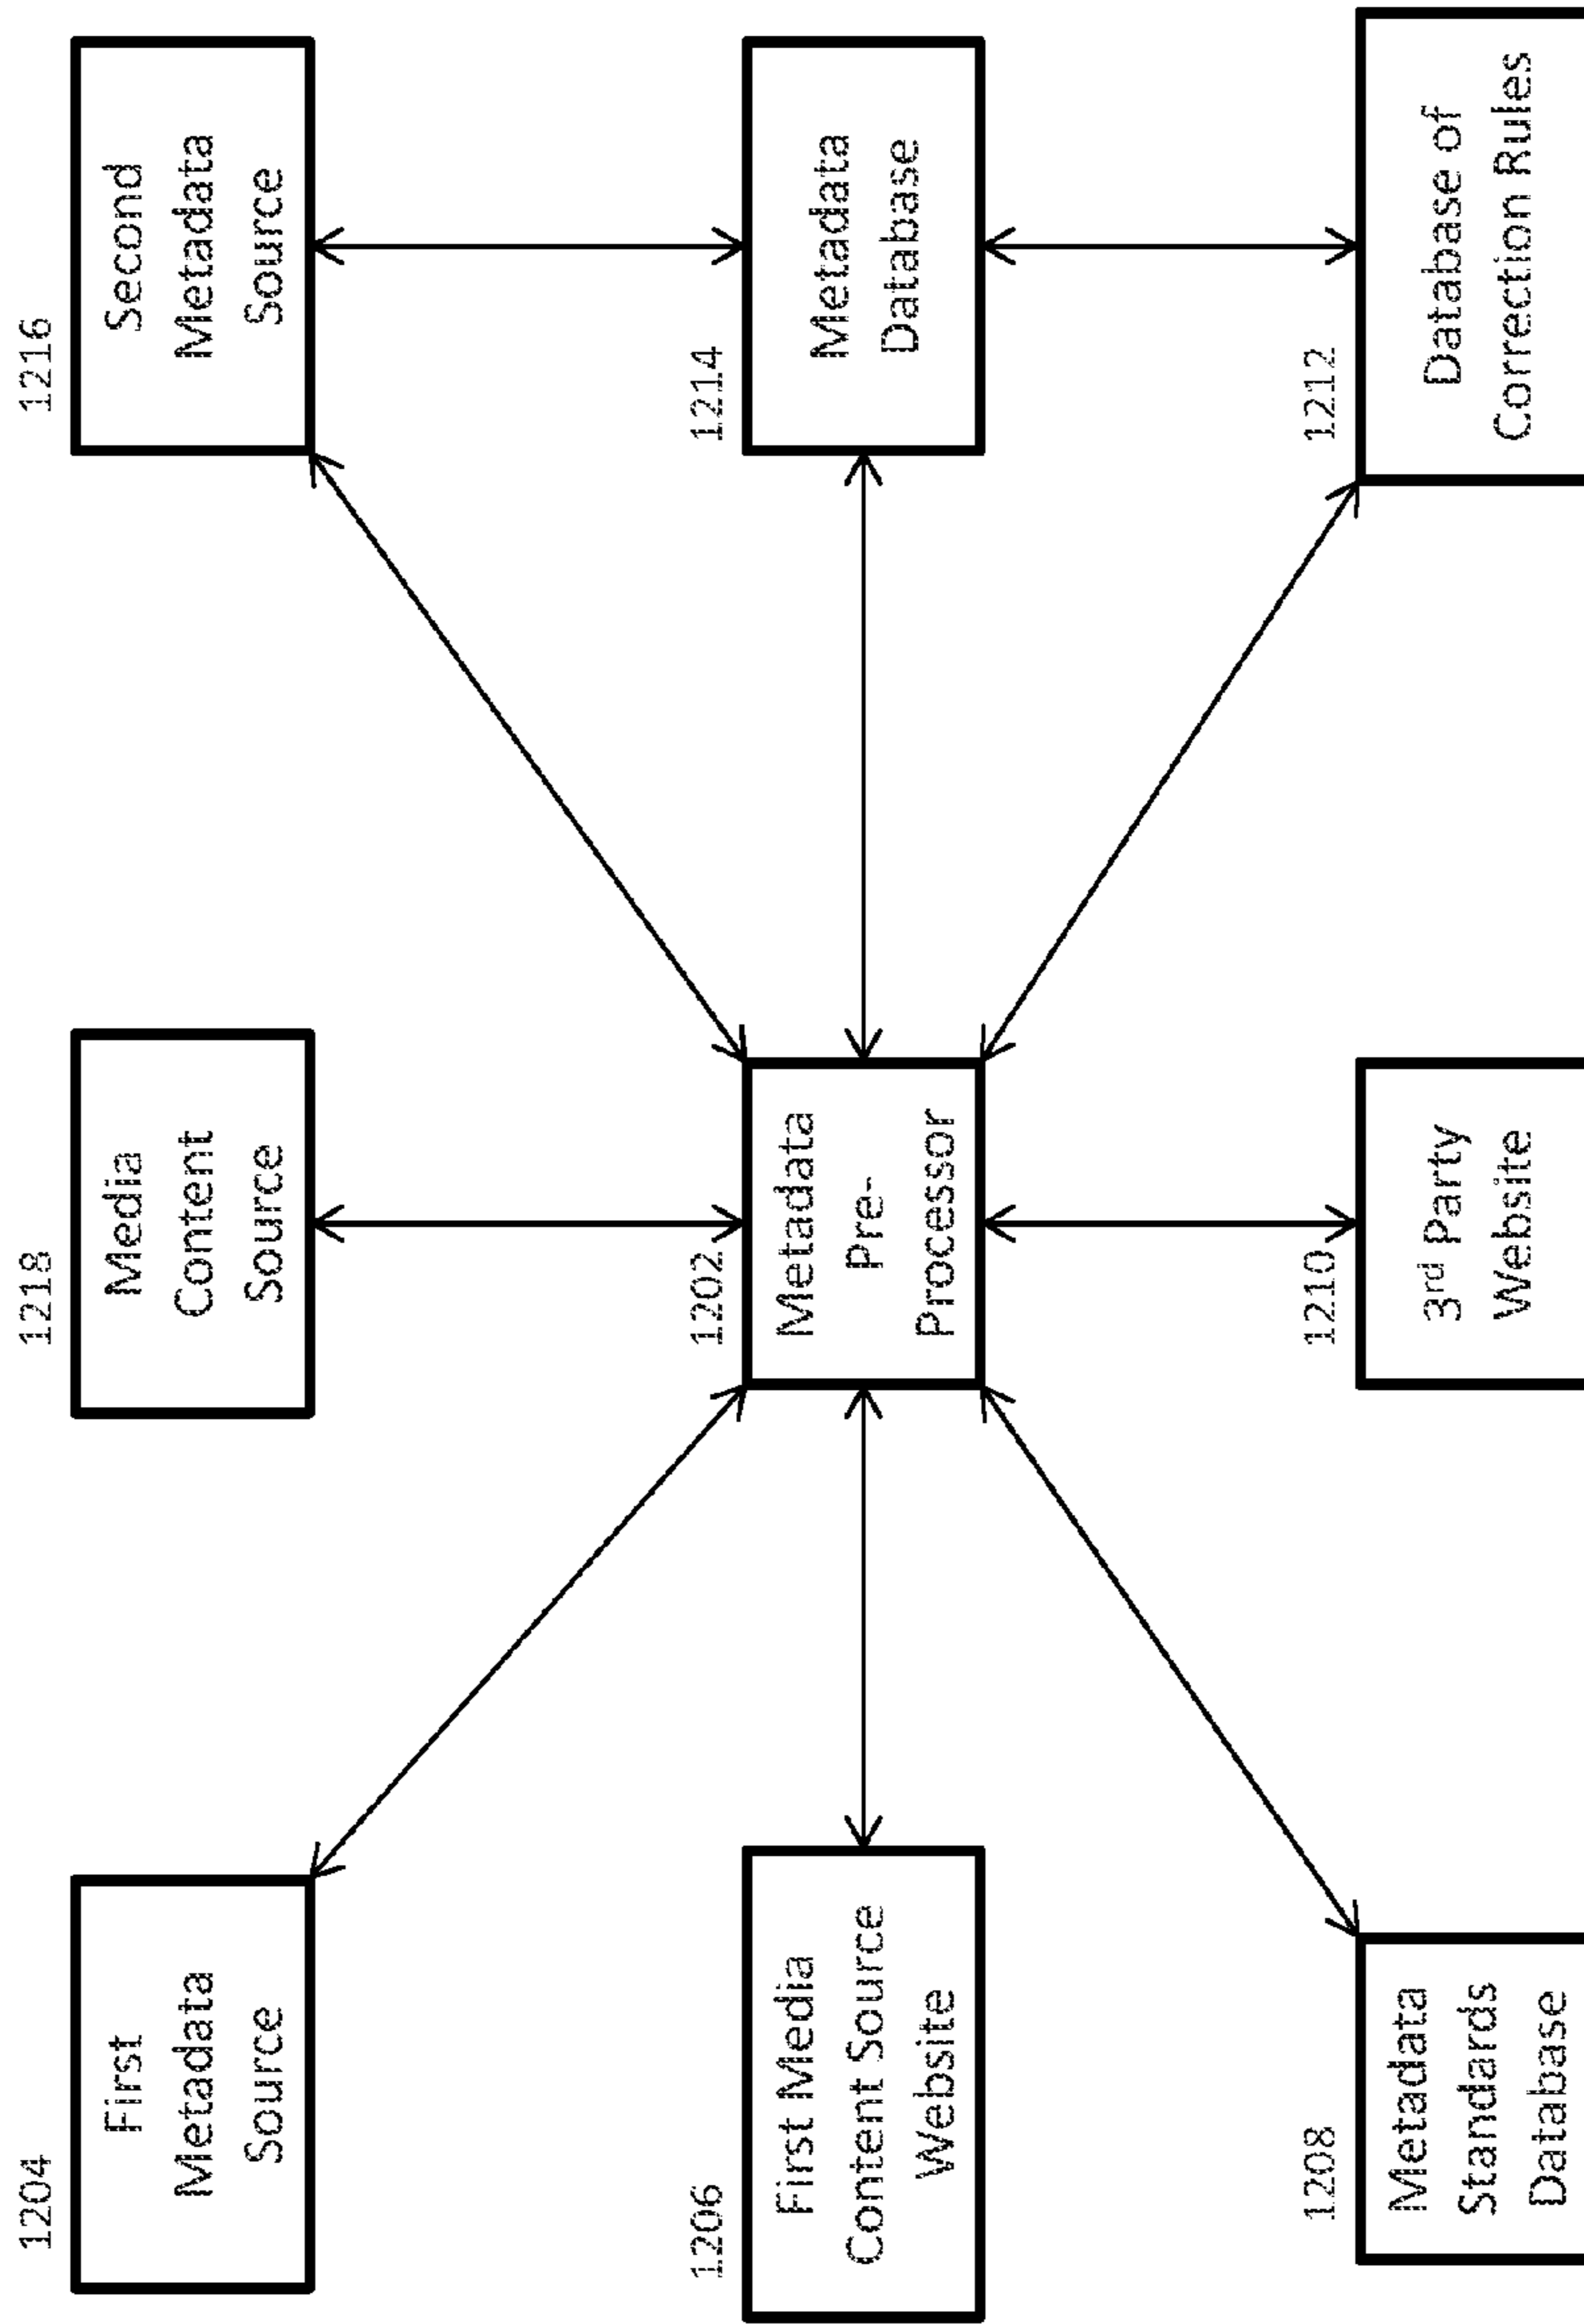 1204
First
Metadata
Source
1218
Media
Content
Source
1216
Second
Metadata
Source
1206
First Media
Content Source
Website
1202
Metadata
Pre-
Processor
1214
Metadata
Database
1208
Metadata
Standards
Database
1210
3rd Party
Website
1212
Database of
Correction Rules